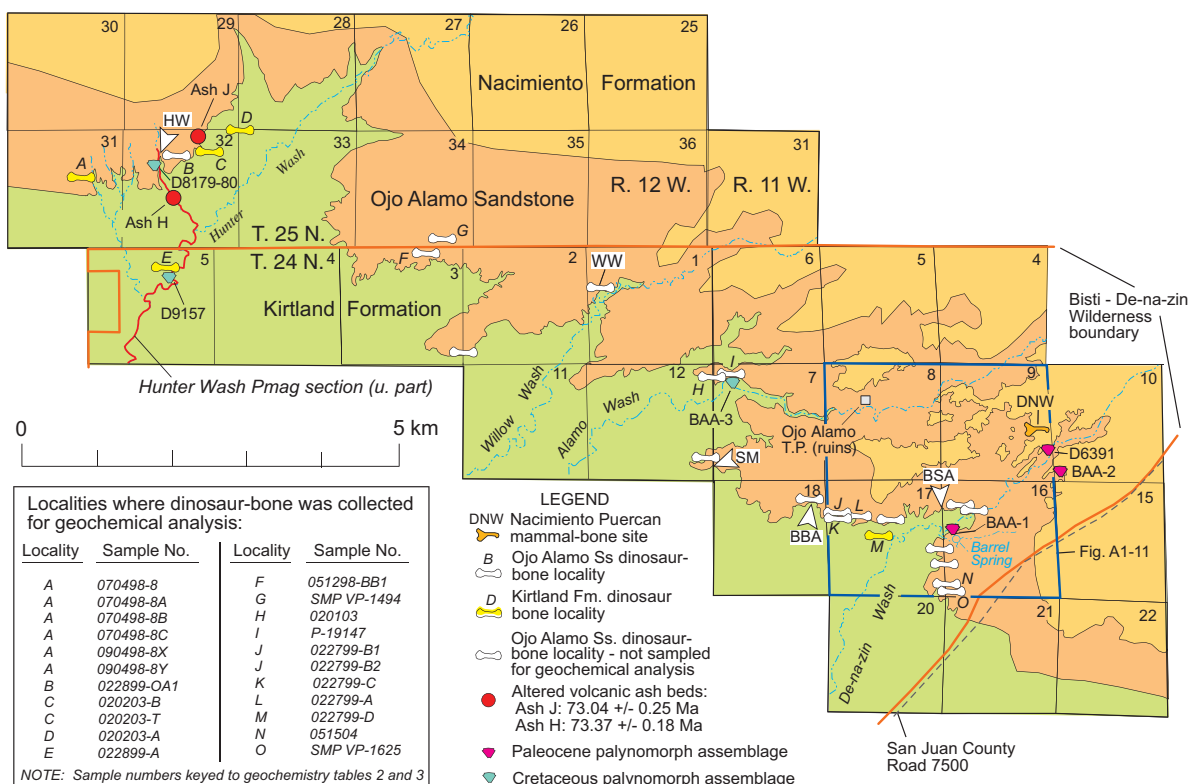 30
29
28
27
26
25
Nacimiento Formation
Ash J
HW
D
31
32
33
34
35
36
31
A
B
C
D8179-80
Wash
Hunter
Ash H
R. 12 W.
R. 11 W.
Ojo Alamo Sandstone
T. 25 N.
G
T. 24 N.
F
E
5
4
3
2
1
6
5
4
WW
D9157
Kirtland Formation
Bisti - De-na-zin
Wilderness
boundary
Hunter Wash Pmag section (u. part)
11
12
7
8
9
10
Willow Wash
Alamo Wash
H
I
BAA-3
Ojo Alamo
T.P. (ruins)
DNW
D6391
BAA-2
SM
BSA
18
17
16
15
J
K
L
M
BBA
BAA-1
Barrel
Spring
Fig. A1-11
N
O
20
21
22
De-na-zin Wash
San Juan County
Road 7500
0
5 km
Localities where dinosaur-bone was collected
for geochemical analysis:
Locality Sample No.
A 070498-8
A 070498-8A
A 070498-8B
A 070498-8C
A 090498-8X
A 090498-8Y
B 022899-OA1
C 020203-B
C 020203-T
D 020203-A
E 022899-A
Locality Sample No.
F 051298-BB1
G SMP VP-1494
H 020103
I P-19147
J 022799-B1
J 022799-B2
K 022799-C
L 022799-A
M 022799-D
N 051504
O SMP VP-1625
NOTE: Sample numbers keyed to geochemistry tables 2 and 3
LEGEND
DNW Nacimiento Puercan
mammal-bone site
B Ojo Alamo Ss dinosaur-
bone locality
D Kirtland Fm. dinosaur
bone locality
Ojo Alamo Ss. dinosaur-
bone locality - not sampled
for geochemical analysis
Altered volcanic ash beds:
Ash J: 73.04 +/- 0.25 Ma
Ash H: 73.37 +/- 0.18 Ma
Paleocene palynomorph assemblage
Cretaceous palynomorph assemblage